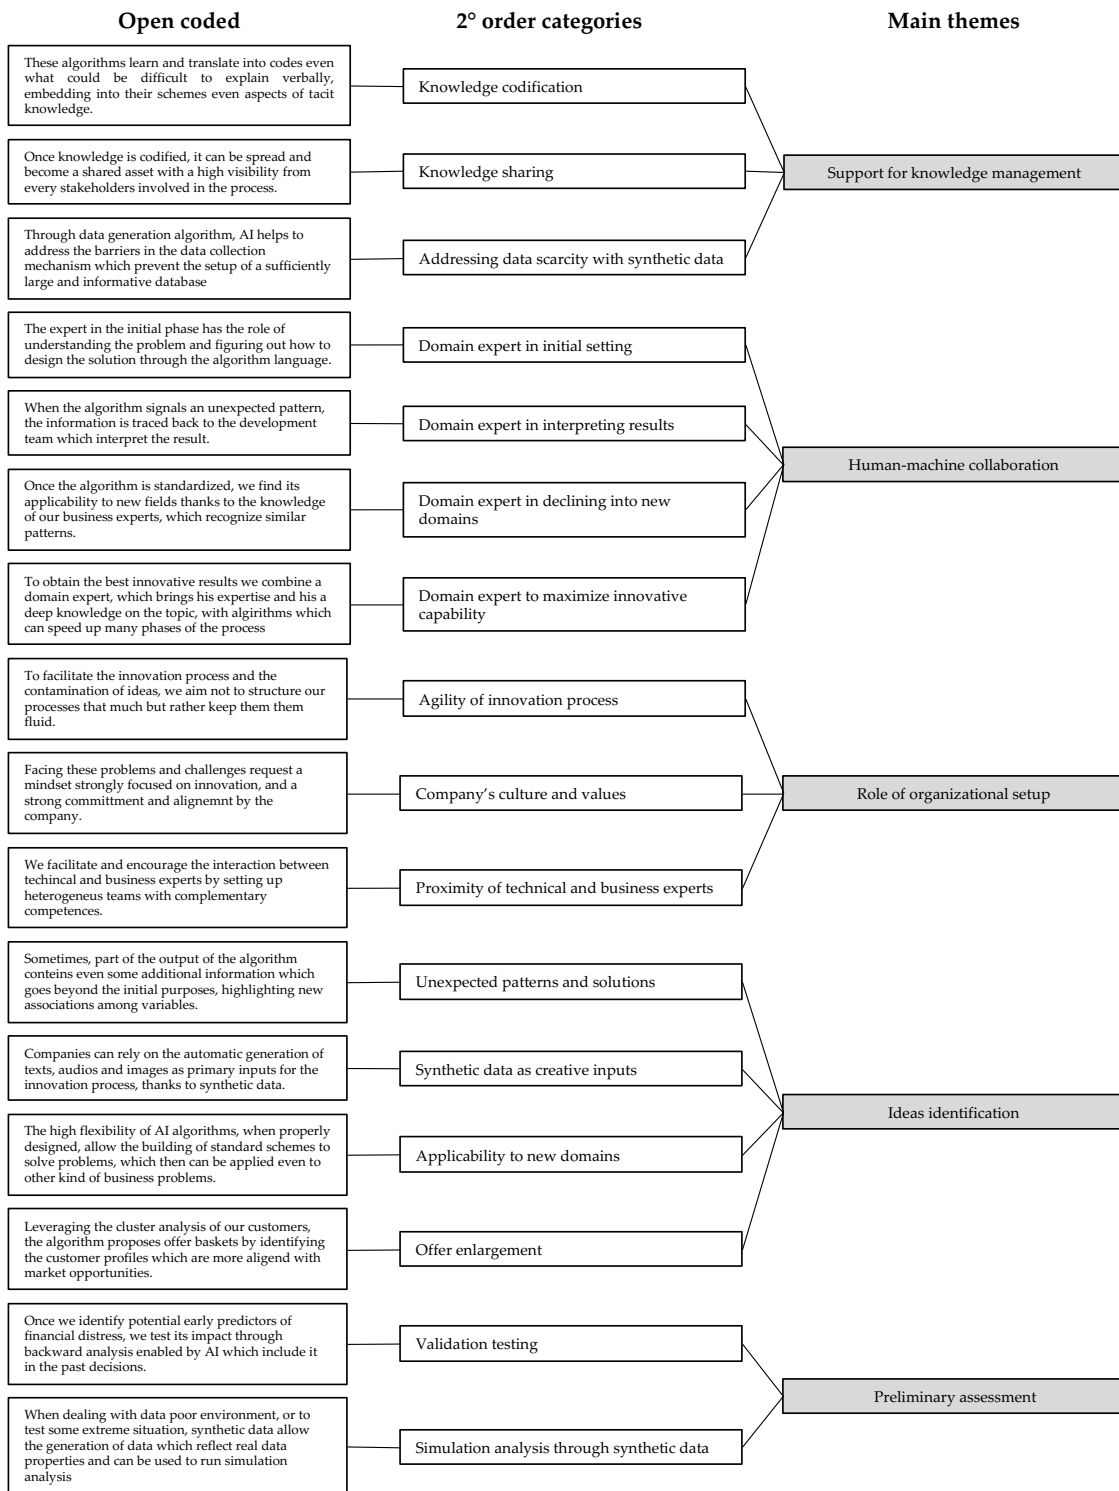 Open coded
2° order categories
Main themes
These algorithms learn and translate into codes even
what could be difficult to explain verbally,
embedding into their schemes even aspects of tacit
knowledge.
Knowledge codification
Once knowledge is codified, it can be spread and
become a shared asset with a high visibility from
every stakeholders involved in the process.
Knowledge sharing
Support for knowledge management
Through data generation algorithm, AI helps to
address the barriers in the data collection
mechanism which prevent the setup of a sufficiently
large and informative database
Addressing data scarcity with synthetic data
The expert in the initial phase has the role of
understanding the problem and figuring out how to
design the solution through the algorithm language.
Domain expert in initial setting
When the algorithm signals an unexpected pattern,
the information is traced back to the development
team which interpret the result.
Domain expert in interpreting results
Human-machine collaboration
Once the algorithm is standardized, we find its
applicability to new fields thanks to the knowledge
of our business experts, which recognize similar
patterns.
Domain expert in declining into new
domains
To obtain the best innovative results we combine a
domain expert, which brings his expertise and his a
deep knowledge on the topic, with algirithms which
can speed up many phases of the process
Domain expert to maximize innovative
capability
To facilitate the innovation process and the
contamination of ideas, we aim not to structure our
processes that much but rather keep them them
fluid.
Agility of innovation process
Facing these problems and challenges request a
mindset strongly focused on innovation, and a
strong committment and alignemnt by the
company.
Company's culture and values
Role of organizational setup
We facilitate and encourage the interaction between
techincal and business experts by setting up
heterogeneus teams with complementary
competences.
Proximity of technical and business experts
Sometimes, part of the output of the algorithm
conteins even some additional information which
goes beyond the initial purposes, highlighting new
associations among variables.
Unexpected patterns and solutions
Companies can rely on the automatic generation of
texts, audios and images as primary inputs for the
innovation process, thanks to synthetic data.
Synthetic data as creative inputs
Ideas identification
The high flexibility of AI algorithms, when properly
designed, allow the building of standard schemes to
solve problems, which then can be applied even to
other kind of business problems.
Applicability to new domains
Leveraging the cluster analysis of our customers,
the algorithm proposes offer baskets by identifying
the customer profiles which are more aligend with
market opportunities.
Offer enlargement
Once we identify potential early predictors of
financial distress, we test its impact through
backward analysis enabled by AI which include it
in the past decisions.
Validation testing
Preliminary assessment
When dealing with data poor environment, or to
test some extreme situation, synthetic data allow
the generation of data which reflect real data
properties and can be used to run simulation
analysis
Simulation analysis through synthetic data